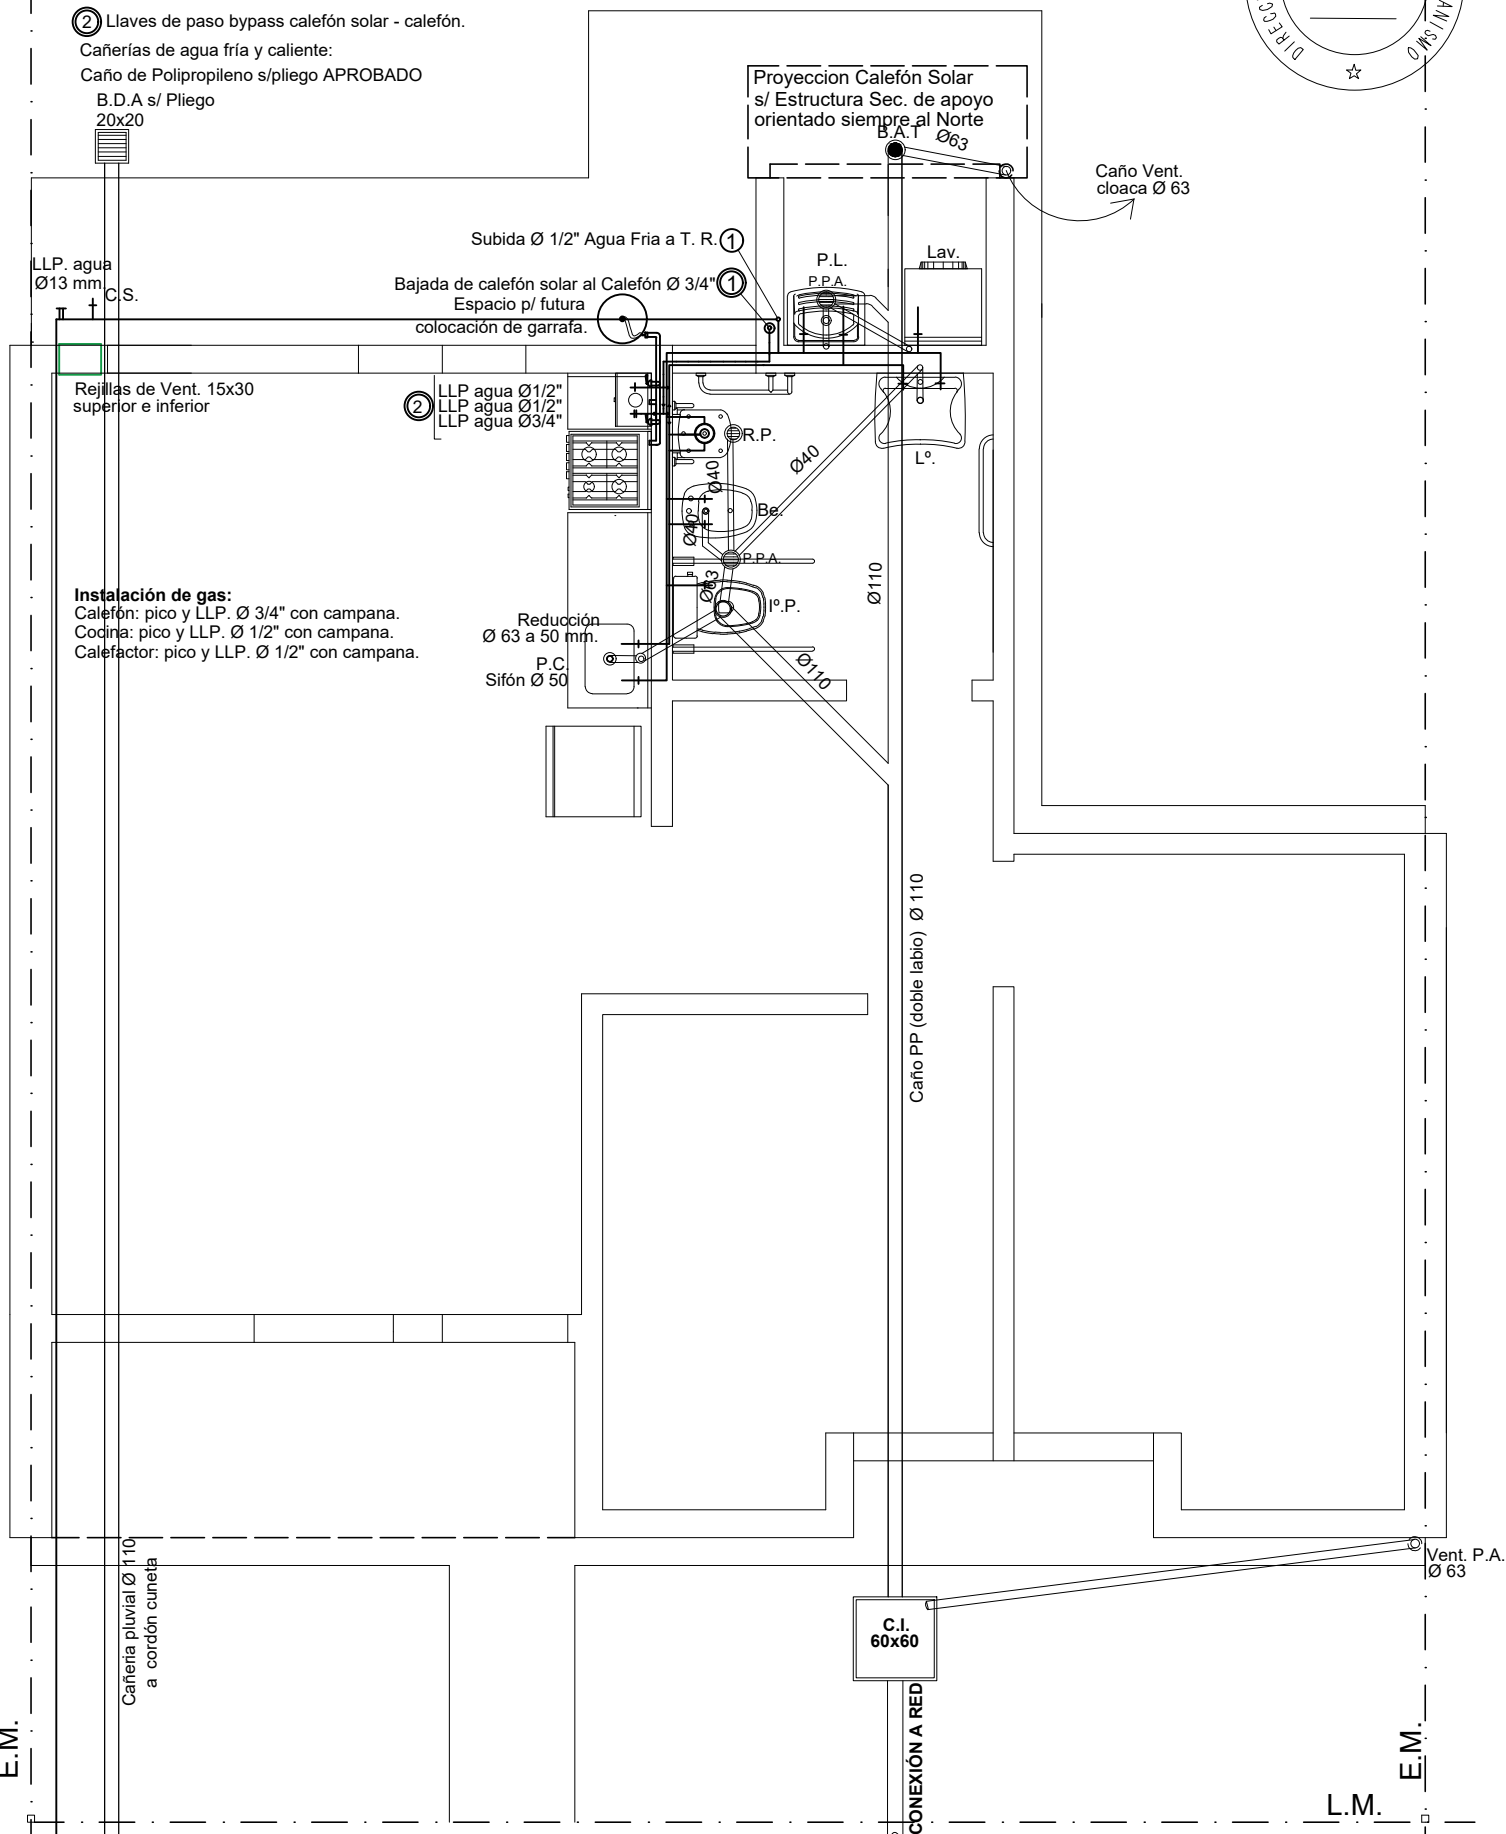 2 Llaves de paso bypass calefón solar - calefón.
Cañerías de agua fría y caliente:
Caño de Polipropileno s/pliego APROBADO
B.D.A s/ Pliego
20x20
DIRECC
ANISMO
Proyeccion Calefón Solar
s/ Estructura Sec. de apoyo
orientado siempre al Norte
B.A.T
Ø63
Caño Vent.
cloaca Ø 63
Subida Ø 1/2" Agua Fria a T. R. 1
P.L.
P.P.A.
Lav.
LLP. agua
Ø13 mm.
C.S.
Bajada de calefón solar al Calefón Ø 3/4" 1
Espacio p/ futura
colocación de garrafa.
Rejillas de Vent. 15x30
superior e inferior
2
LLP agua Ø1/2"
LLP agua Ø1/2"
LLP agua Ø3/4"
R.P.
Lº.
Ø40
Ø40
Be.
Ø40
P.P.A.
Ø63
Iº.P.
Ø110
Instalación de gas:
Calefón: pico y LLP. Ø 3/4" con campana.
Cocina: pico y LLP. Ø 1/2" con campana.
Calefactor: pico y LLP. Ø 1/2" con campana.
Reducción
Ø 63 a 50 mm.
P.C.
Sifón Ø 50
Ø110
Caño PP (doble labio) Ø 110
Cañeria pluvial Ø 110
a cordón cuneta
Vent. P.A.
Ø 63
C.I.
60x60
CONEXIÓN A RED
E.M.
E.M.
L.M.